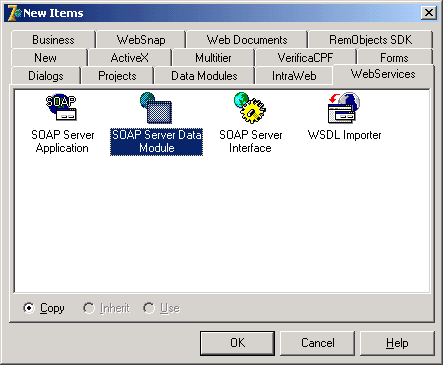 New Items
Business WebSnap Web Documents RemObjects SDK
New ActiveX Multitier VerificaCPF Forms
Dialogs Projects Data Modules IntraWeb WebServices
SOAP
SOAP Server Application
SOAP Server Data Module
SOAP Server Interface
WSDL Importer
Copy Inherit Use
OK Cancel Help